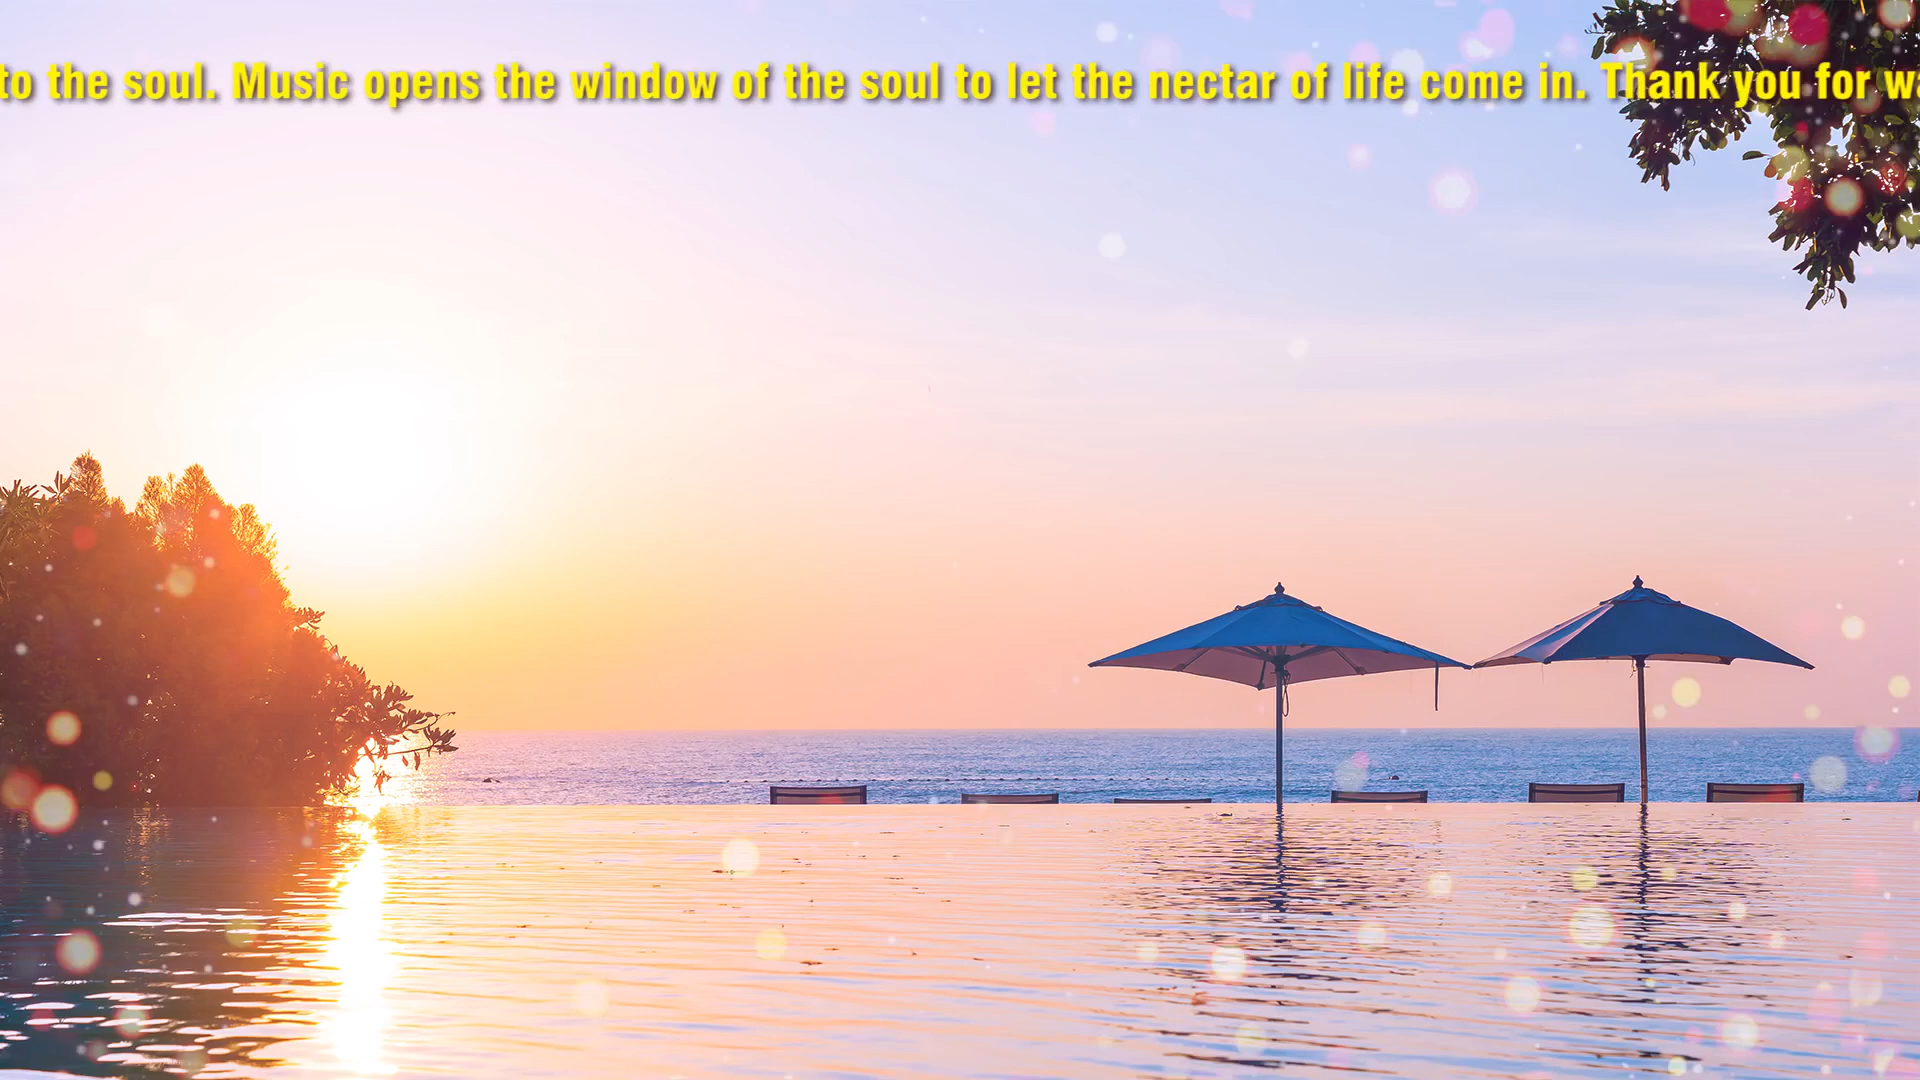 to the soul. Music opens the window of the soul to let the nectar of life come in. Thank you for